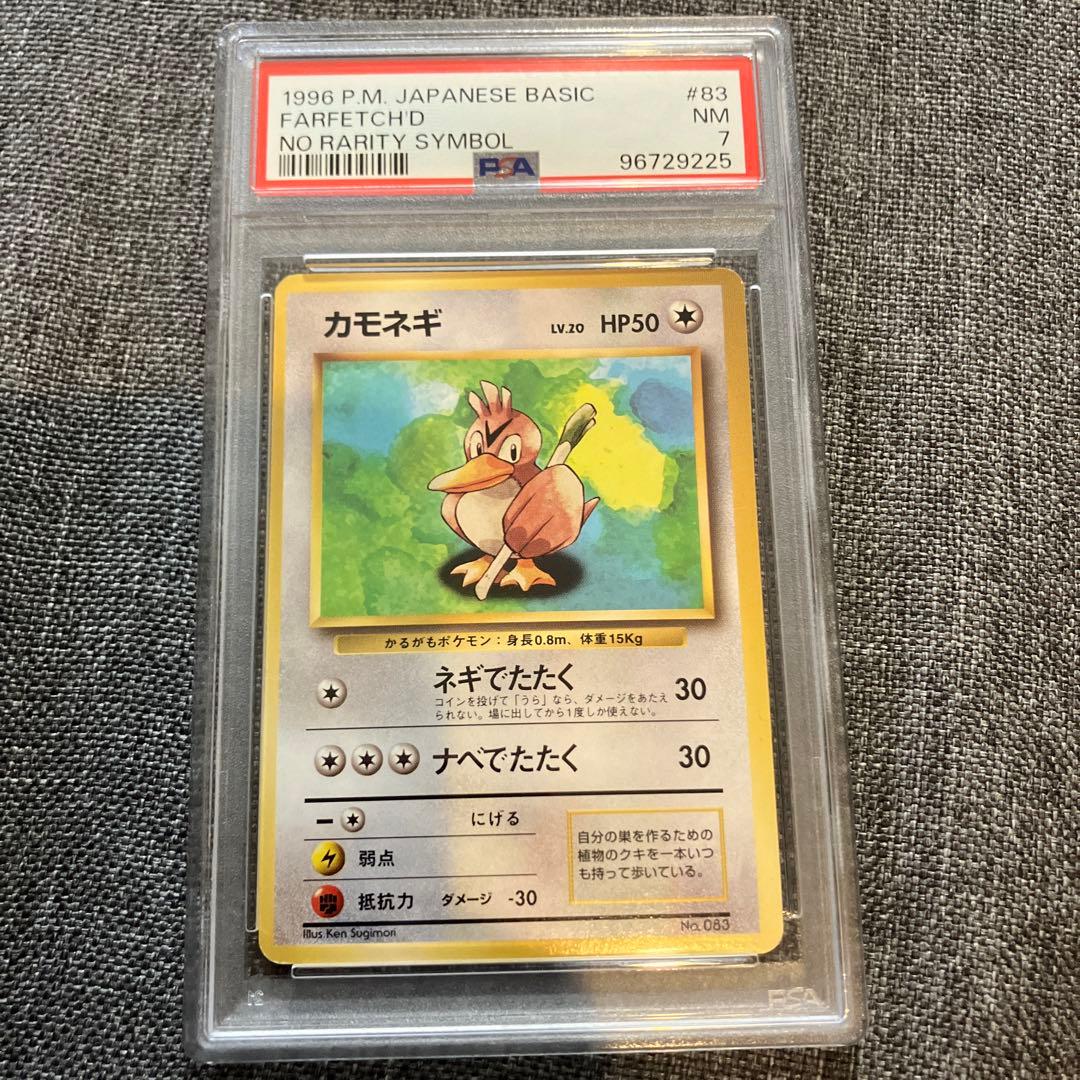 1996 P.M. JAPANESE BASIC #83
FARFETCH'D NM
NO RARITY SYMBOL 7
PSA 96729225
カモネギ LV.20 HP50
かるがもポケモン：身長0.8m、体重15Kg
ネギでたたく 30
コインを投げて「うら」なら、ダメージをあたえ
られない。場に出してから1度しか使えない。
ナベでたたく 30
にげる
弱点
抵抗力 ダメージ -30
自分の巣を作るための
植物のクキを一本いつ
も持って歩いている。
Illus Ken Sugimori No. 083
PSA